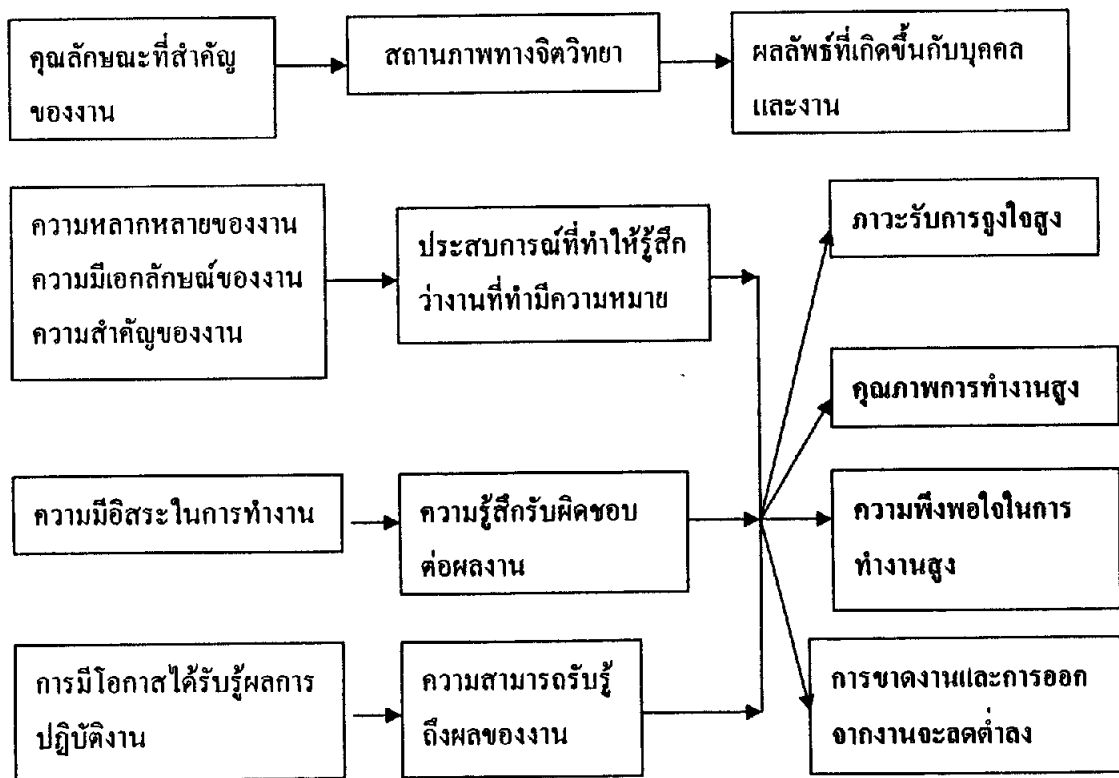 คุณลักษณะที่สำคัญ
ของงาน
สถานภาพทางจิตวิทยา
ผลลัพธ์ที่เกิดขึ้นกับบุคคล
และงาน
ความหลากหลายของงาน
ความมีเอกลักษณ์ของงาน
ความสำคัญของงาน
ประสบการณ์ที่ทำให้รู้สึก
ว่างานที่ทำมีความหมาย
ภาวะรับการจูงใจสูง
คุณภาพการทำงานสูง
ความมีอิสระในการทำงาน
ความรู้สึกรับผิดชอบ
ต่อผลงาน
ความพึงพอใจในการ
ทำงานสูง
การมีโอกาสได้รับรู้ผลการ
ปฏิบัติงาน
ความสามารถรับรู้
ถึงผลของงาน
การขาดงานและการออก
จากงานจะลดต่ำลง